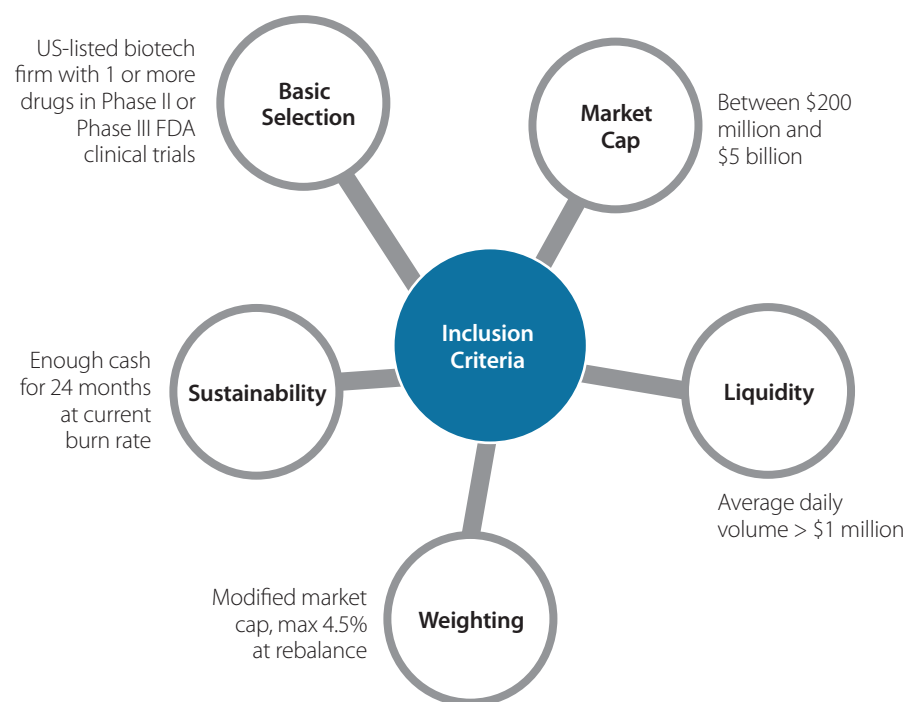 US-listed biotech
firm with 1 or more
drugs in Phase II or
Phase III FDA
clinical trials
Basic
Selection
Market
Cap
Between $200
million and
$5 billion
Inclusion
Criteria
Enough cash
for 24 months
at current
burn rate
Sustainability
Liquidity
Average daily
volume > $1 million
Modified market
cap, max 4.5%
at rebalance
Weighting